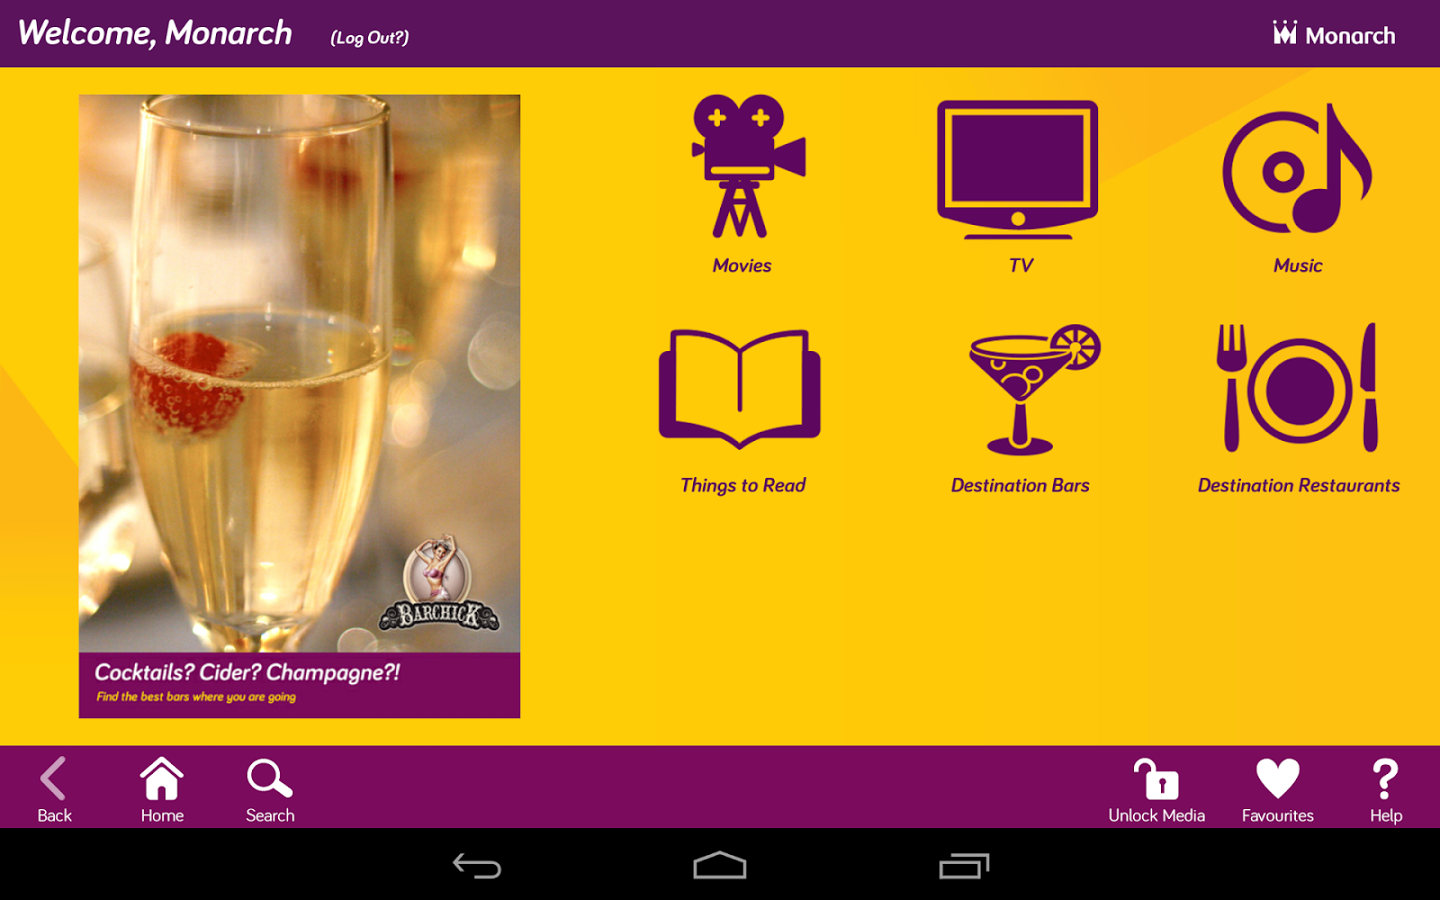 Welcome, Monarch
(Log Out?)
Monarch
Movies
TV
Music
Things to Read
Destination Bars
Destination Restaurants
BARCHICK
Cocktails? Cider? Champagne?!
Find the best bars where you are going
Back
Home
Search
Unlock Media
Favourites
Help